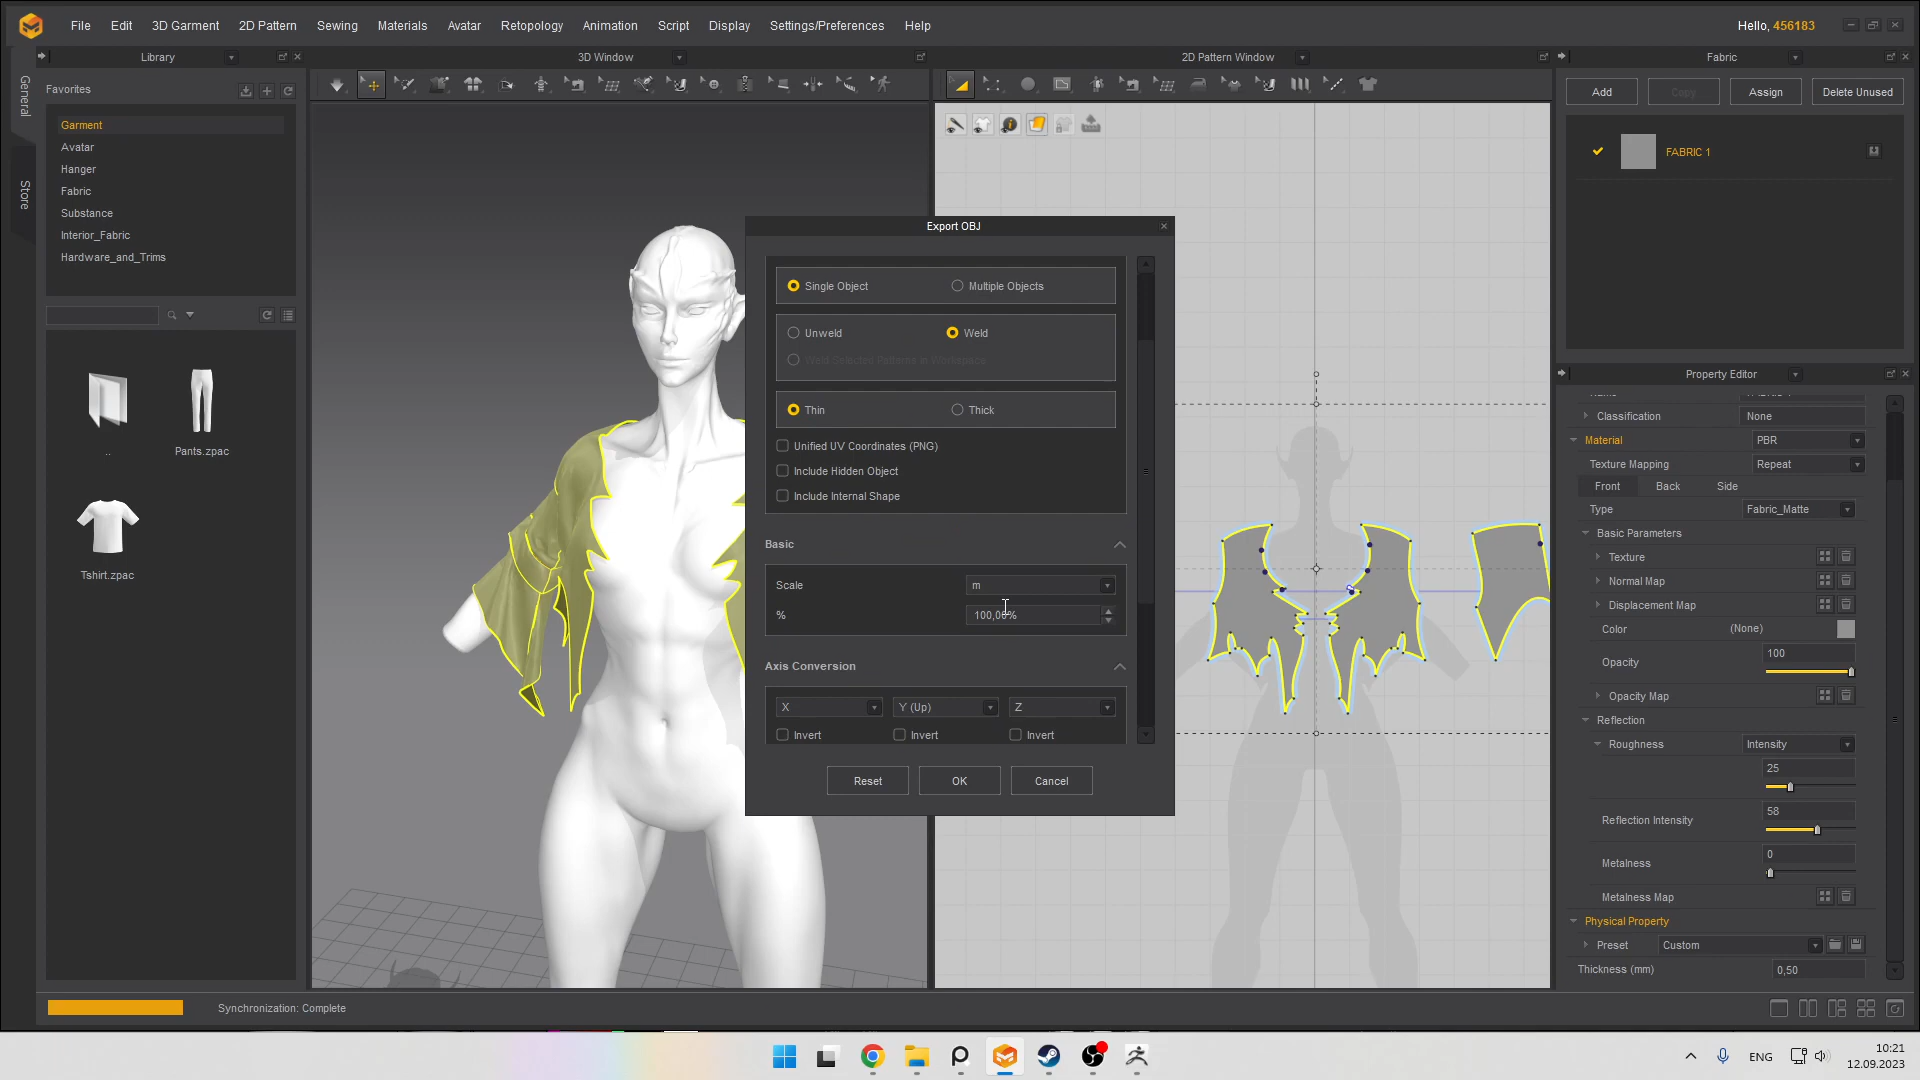 File Edit 3D Garment 2D Pattern Sewing Materials Avatar Retopology Animation Script Display Settings/Preferences Help Hello, 456183
Library 3D Window 2D Pattern Window Fabric
General
Store
Favorites
Garment
Avatar
Hanger
Fabric
Substance
Interior_Fabric
Hardware_and_Trims
..
Pants.zpac
Tshirt.zpac
Add Copy Assign Delete Unused
FABRIC 1
Export OBJ
Single Object Multiple Objects
Unweld Weld
Weld Selected Patterns in Workspace
Thin Thick
Unified UV Coordinates (PNG)
Include Hidden Object
Include Internal Shape
Basic
Scale m
% 100,00%
Axis Conversion
X Y (Up) Z
Invert Invert Invert
Reset OK Cancel
Property Editor
Classification None
Material PBR
Texture Mapping Repeat
Front Back Side
Type Fabric_Matte
Basic Parameters
Texture
Normal Map
Displacement Map
Color (None)
Opacity 100
Opacity Map
Reflection
Roughness Intensity
25
Reflection Intensity 58
Metalness 0
Metalness Map
Physical Property
Preset Custom
Thickness (mm) 0,50
Synchronization: Complete
ENG
10:21
12.09.2023